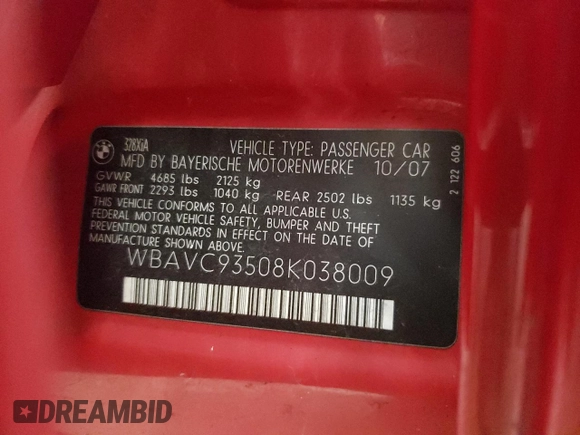 BMW
328XiA
VEHICLE TYPE: PASSENGER CAR
MFD BY BAYERISCHE MOTORENWERKE 10/07
GVWR 4685 lbs 2125 kg
GAWR FRONT 2293 lbs 1040 kg REAR 2502 lbs 1135 kg
THIS VEHICLE CONFORMS TO ALL APPLICABLE U.S.
FEDERAL MOTOR VEHICLE SAFETY, BUMPER AND THEFT
PREVENTION STANDARDS IN EFFECT ON THE DATE OF
MANUFACTURE SHOWN ABOVE.
WBAVC93508K038009
2 122 606
DREAMBID